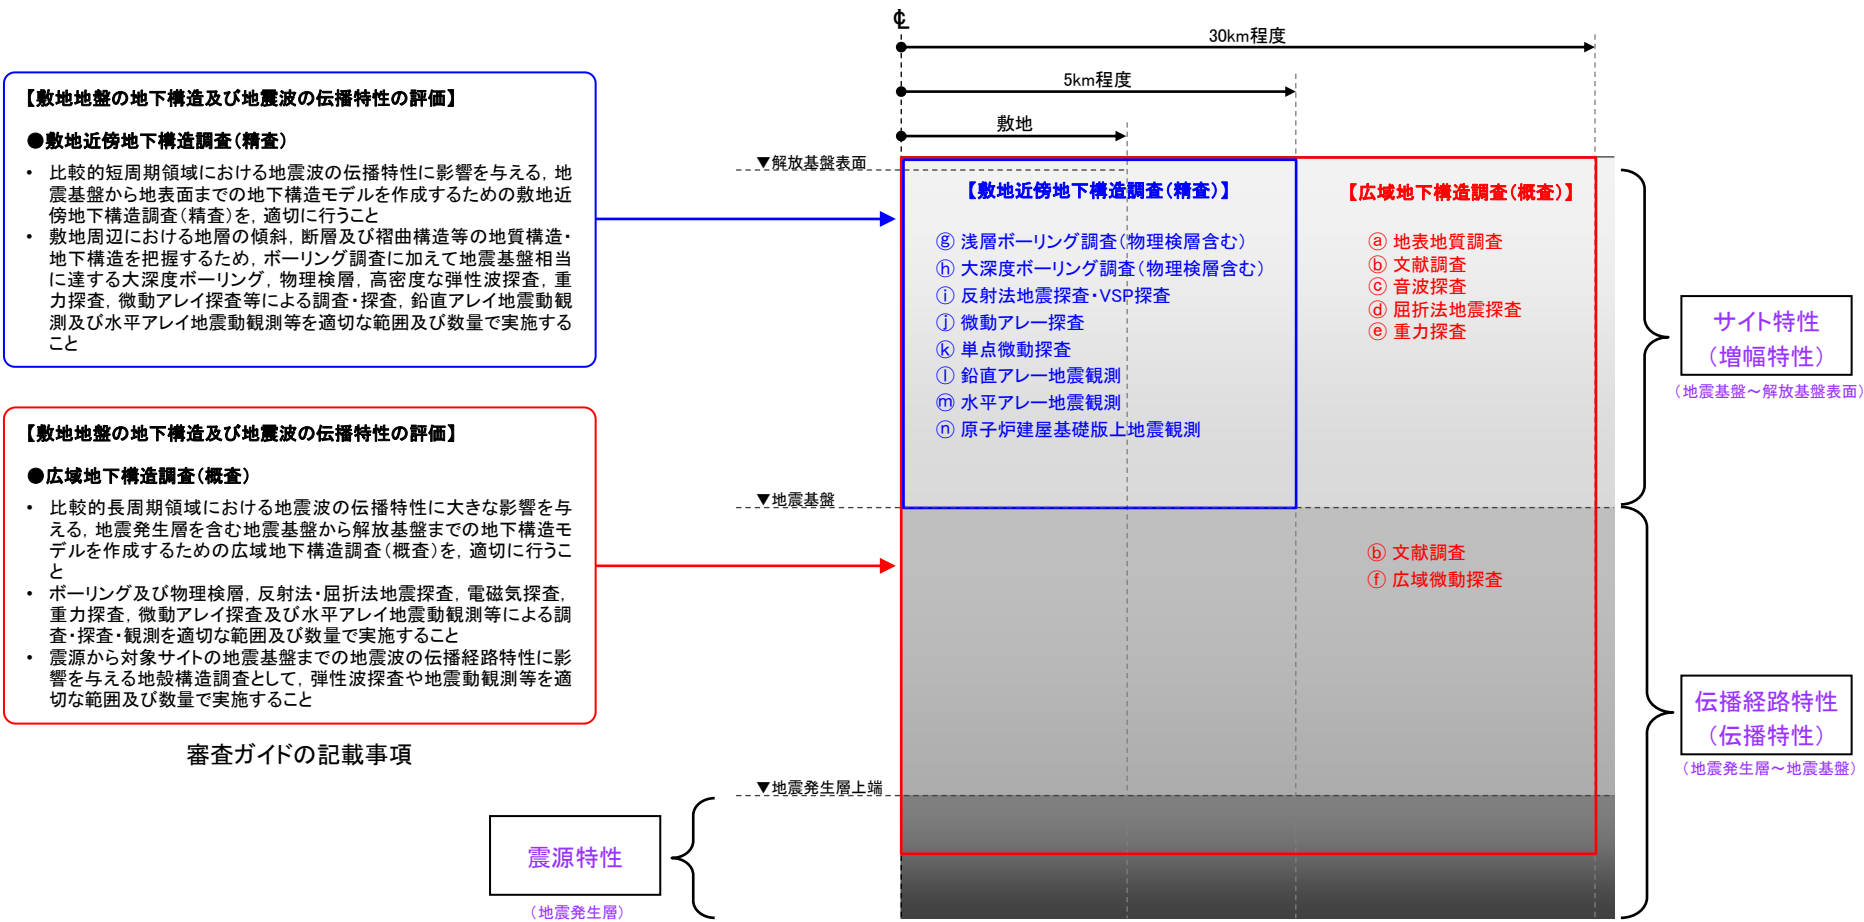 【敷地地盤の地下構造及び地震波の伝播特性の評価】
●敷地近傍地下構造調査（精査）
• 比較的短周期領域における地震波の伝播特性に影響を与える，地
震基盤から地表面までの地下構造モデルを作成するための敷地近
傍地下構造調査（精査）を，適切に行うこと
• 敷地周辺における地層の傾斜，断層及び褶曲構造等の地質構造・
地下構造を把握するため，ボーリング調査に加えて地震基盤相当
に達する大深度ボーリング，物理検層，高密度な弾性波探査，重
力探査，微動アレイ探査等による調査・探査，鉛直アレイ地震動観
測及び水平アレイ地震動観測等を適切な範囲及び数量で実施する
こと
【敷地地盤の地下構造及び地震波の伝播特性の評価】
●広域地下構造調査（概査）
• 比較的長周期領域における地震波の伝播特性に大きな影響を与
える，地震発生層を含む地震基盤から解放基盤までの地下構造モ
デルを作成するための広域地下構造調査（概査）を，適切に行うこ
と
• ボーリング及び物理検層，反射法・屈折法地震探査，電磁気探査，
重力探査，微動アレイ探査及び水平アレイ地震動観測等による調
査・探査・観測を適切な範囲及び数量で実施すること
• 震源から対象サイトの地震基盤までの地震波の伝播経路特性に影
響を与える地殻構造調査として，弾性波探査や地震動観測等を適
切な範囲及び数量で実施すること
審査ガイドの記載事項
℄
30km程度
5km程度
敷地
▼解放基盤表面
【敷地近傍地下構造調査（精査）】
ⓖ 浅層ボーリング調査（物理検層含む）
ⓗ 大深度ボーリング調査（物理検層含む）
ⓘ 反射法地震探査・VSP探査
ⓙ 微動アレー探査
ⓚ 単点微動探査
ⓛ 鉛直アレー地震観測
ⓜ 水平アレー地震観測
ⓝ 原子炉建屋基礎版上地震観測
【広域地下構造調査（概査）】
ⓐ 地表地質調査
ⓑ 文献調査
ⓒ 音波探査
ⓓ 屈折法地震探査
ⓔ 重力探査
▼地震基盤
ⓑ 文献調査
ⓕ 広域微動探査
▼地震発生層上端
サイト特性
（増幅特性）
（地震基盤～解放基盤表面）
伝播経路特性
（伝播特性）
（地震発生層～地震基盤）
震源特性
（地震発生層）